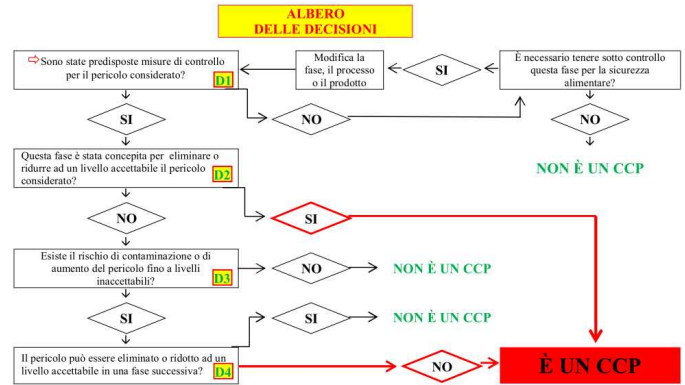 ALBERO
DELLE DECISIONI
⇨Sono state predisposte misure di controllo
per il pericolo considerato?
D1
Modifica la
fase, il processo
o il prodotto
SI
È necessario tenere sotto controllo
questa fase per la sicurezza
alimentare?
SI
NO
NO
NON È UN CCP
Questa fase è stata concepita per eliminare o
ridurre ad un livello accettabile il pericolo
considerato?
D2
NO
SI
Esiste il rischio di contaminazione o di
aumento del pericolo fino a livelli
inaccettabili?
D3
NO
NON È UN CCP
SI
SI
NON È UN CCP
Il pericolo può essere eliminato o ridotto ad un
livello accettabile in una fase successiva?
D4
NO
È UN CCP